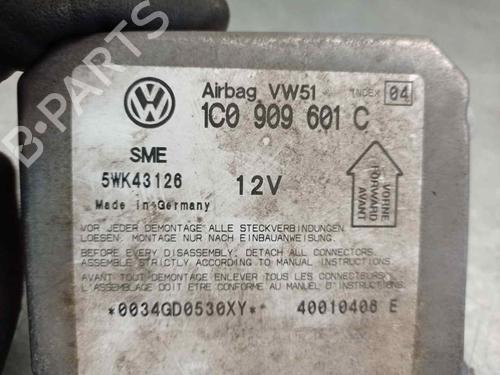 Airbag VW51 INDEX 04
1C0 909 601 C
SME
5WK43126 12V
Made in Germany
VORNE
FORWARD
AVANT
VOR JEDER DEMONTAGE ALLE STECKVERBINDUNGEN
LOESEN. MONTAGE NUR NACH EINBAUANWEISUNG.
BEFORE EVERY DISASSEMBLY, DETACH ALL CONNECTORS.
ASSEMBLE STRICTLY ACCORDING TO MANUAL INSTRUCTIONS
AVANT TOUT DEMONTAGE ENLEVER TOUS LES CONNECTEURS
L'ASSEMBLAGE DOIT ETRE CONFORME AU MANUEL D'INSTRUCTIONS
*0034GD0530XY* 40010406 E
B-Parts
B-Parts